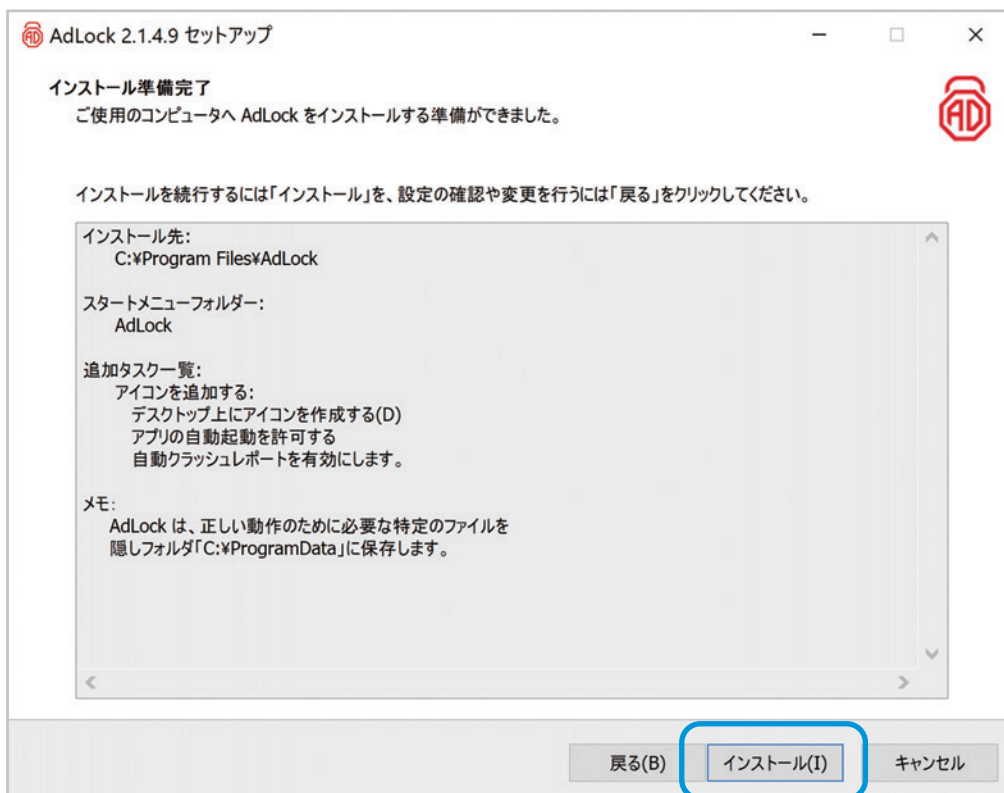 AdLock 2.1.4.9 セットアップ
インストール準備完了
ご使用のコンピュータへ AdLock をインストールする準備ができました。
AD
インストールを続行するには「インストール」を、設定の確認や変更を行うには「戻る」をクリックしてください。
インストール先:
C:¥Program Files¥AdLock
スタートメニューフォルダー:
AdLock
追加タスク一覧:
アイコンを追加する:
デスクトップ上にアイコンを作成する(D)
アプリの自動起動を許可する
自動クラッシュレポートを有効にします。
メモ:
AdLock は、正しい動作のために必要な特定のファイルを
隠しフォルダ「C:¥ProgramData」に保存します。
戻る(B) インストール(I) キャンセル